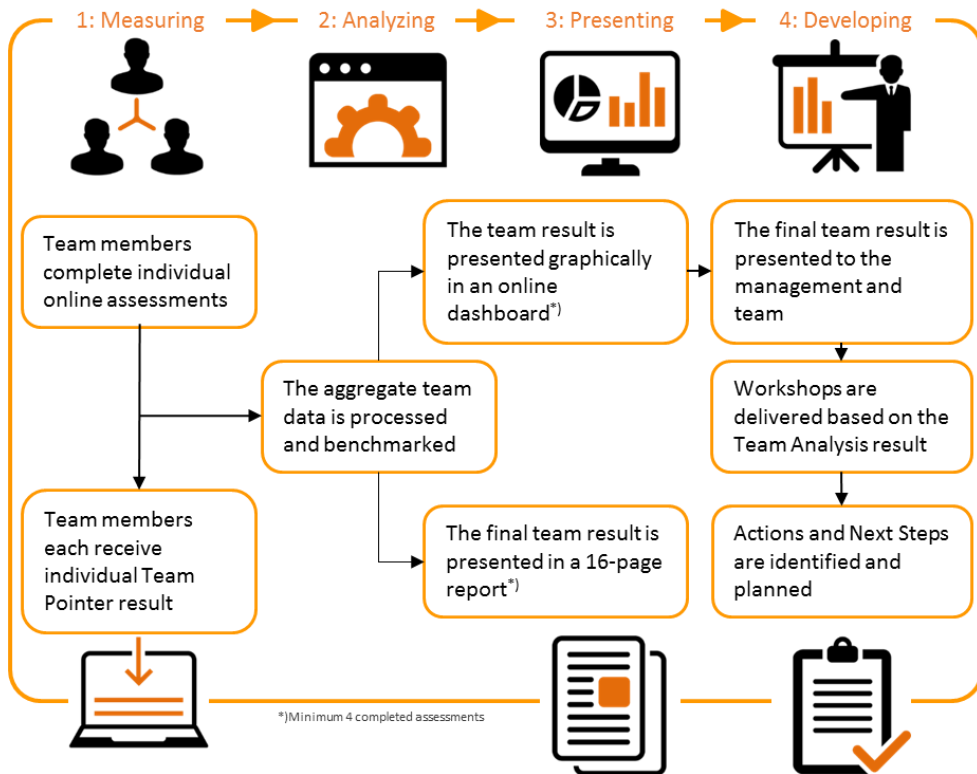 1: Measuring
2: Analyzing
3: Presenting
4: Developing
Team members
complete individual
online assessments
Team members
each receive
individual Team
Pointer result
The aggregate team
data is processed
and benchmarked
The team result is
presented graphically
in an online
dashboard*)
The final team result is
presented in a 16-page
report*)
The final team result is
presented to the
management and
team
Workshops are
delivered based on the
Team Analysis result
Actions and Next Steps
are identified and
planned
*)Minimum 4 completed assessments